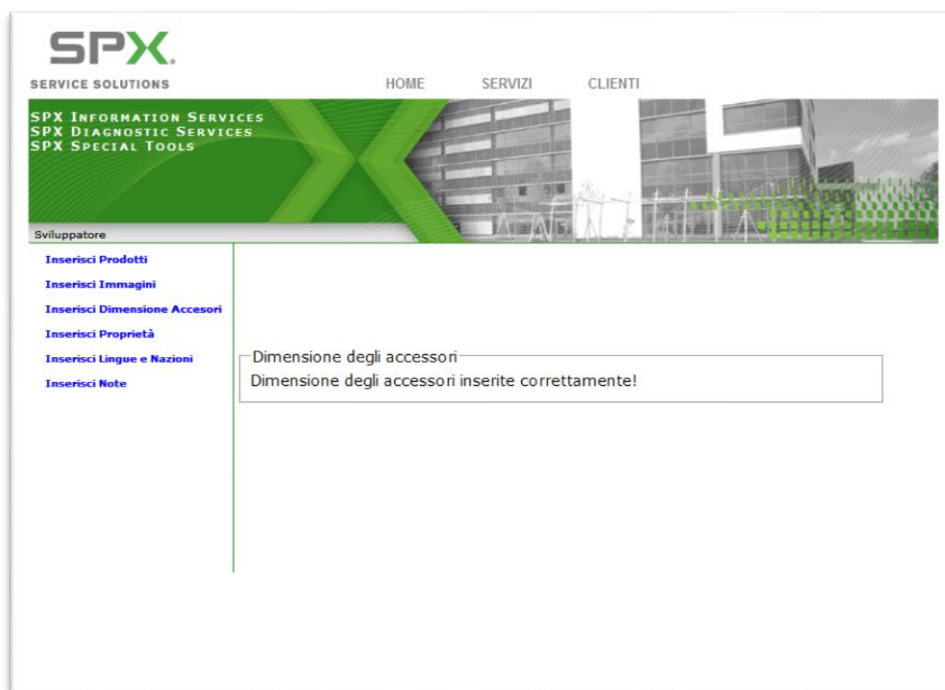 SPX.
SERVICE SOLUTIONS
HOME SERVIZI CLIENTI
SPX INFORMATION SERVICES
SPX DIAGNOSTIC SERVICES
SPX SPECIAL TOOLS
Sviluppatore
Inserisci Prodotti
Inserisci Immagini
Inserisci Dimensione Accesori
Inserisci Proprietà
Inserisci Lingue e Nazioni
Inserisci Note
Dimensione degli accessori
Dimensione degli accessori inserite correttamente!